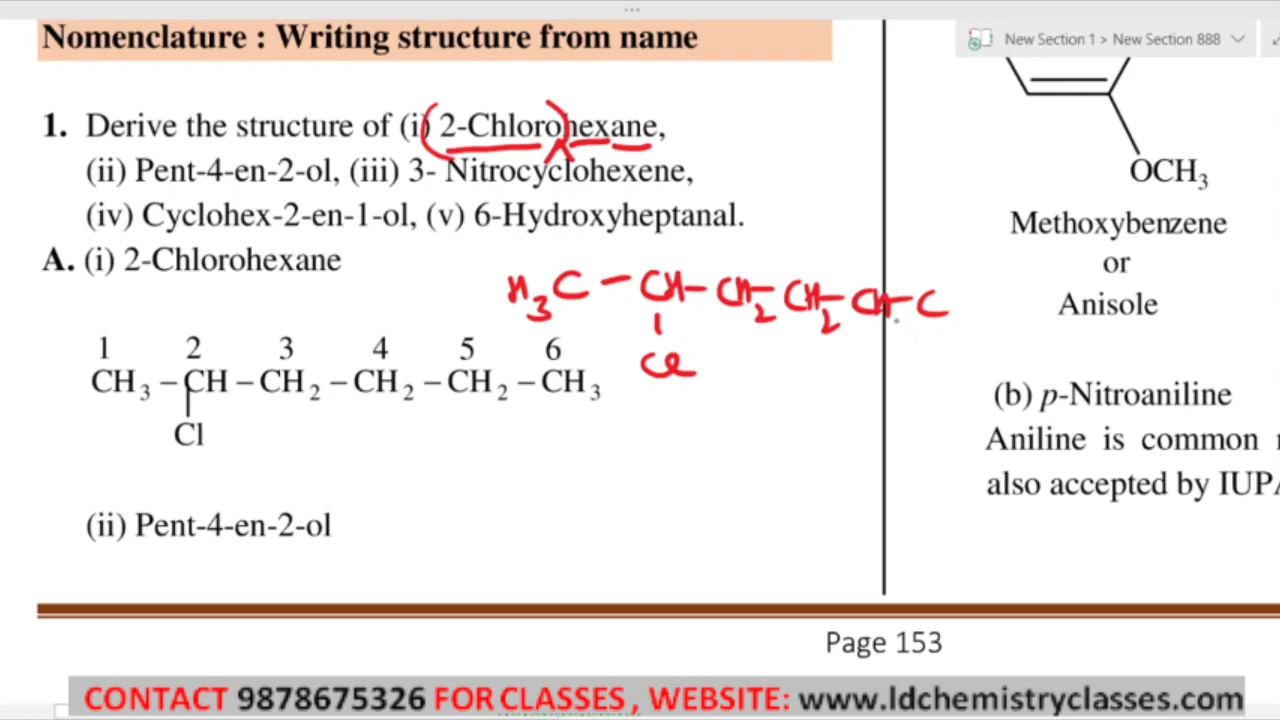 Nomenclature : Writing structure from name
New Section 1 > New Section 888
1. Derive the structure of (i) 2-Chlorohexane,
(ii) Pent-4-en-2-ol, (iii) 3- Nitrocyclohexene,
(iv) Cyclohex-2-en-1-ol, (v) 6-Hydroxyheptanal.
A. (i) 2-Chlorohexane
H₃C – CH – CH₂ – CH₂ – CH – C
Cl
1 2 3 4 5 6
CH₃ – CH – CH₂ – CH₂ – CH₂ – CH₃
Cl
(ii) Pent-4-en-2-ol
OCH₃
Methoxybenzene
or
Anisole
(b) p-Nitroaniline
Aniline is common
also accepted by IUPA
Page 153
CONTACT 9878675326 FOR CLASSES , WEBSITE: www.ldchemistryclasses.com